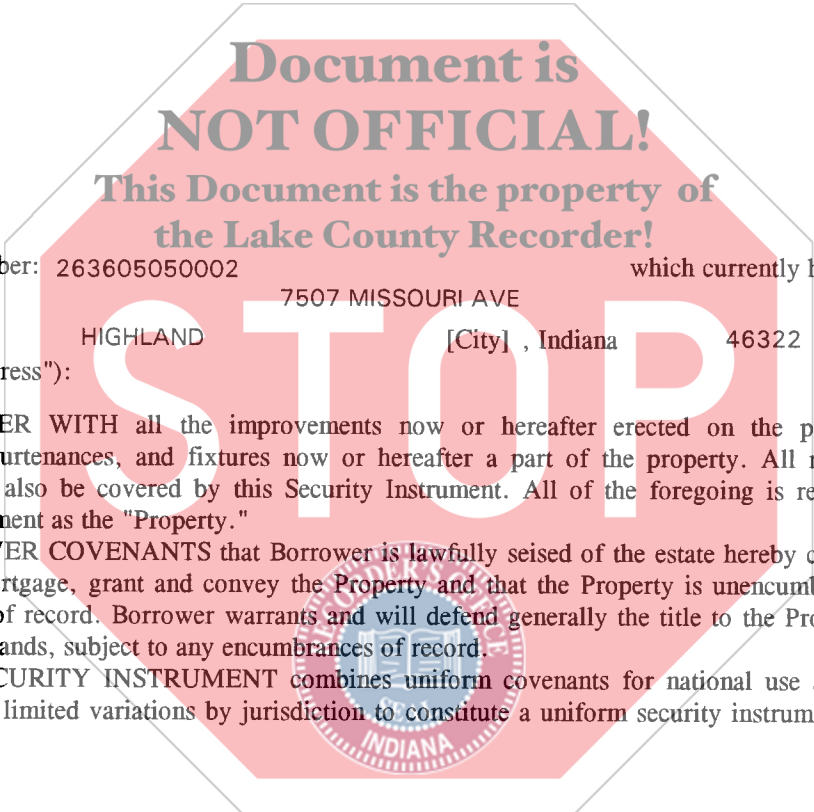 Document is
NOT OFFICIAL!
This Document is the property of
the Lake County Recorder!
ber: 263605050002 which currently h
7507 MISSOURI AVE
HIGHLAND [City] , Indiana 46322
ress"):
STOP
ER WITH all the improvements now or hereafter erected on the p
urtenances, and fixtures now or hereafter a part of the property. All r
also be covered by this Security Instrument. All of the foregoing is re
ment as the "Property."
ER COVENANTS that Borrower is lawfully seised of the estate hereby c
rtgage, grant and convey the Property and that the Property is unencumb
of record. Borrower warrants and will defend generally the title to the Pro
ands, subject to any encumbrances of record.
CURITY INSTRUMENT combines uniform covenants for national use
limited variations by jurisdiction to constitute a uniform security instrum
RECORDER'S OFFICE
SEAL
INDIANA